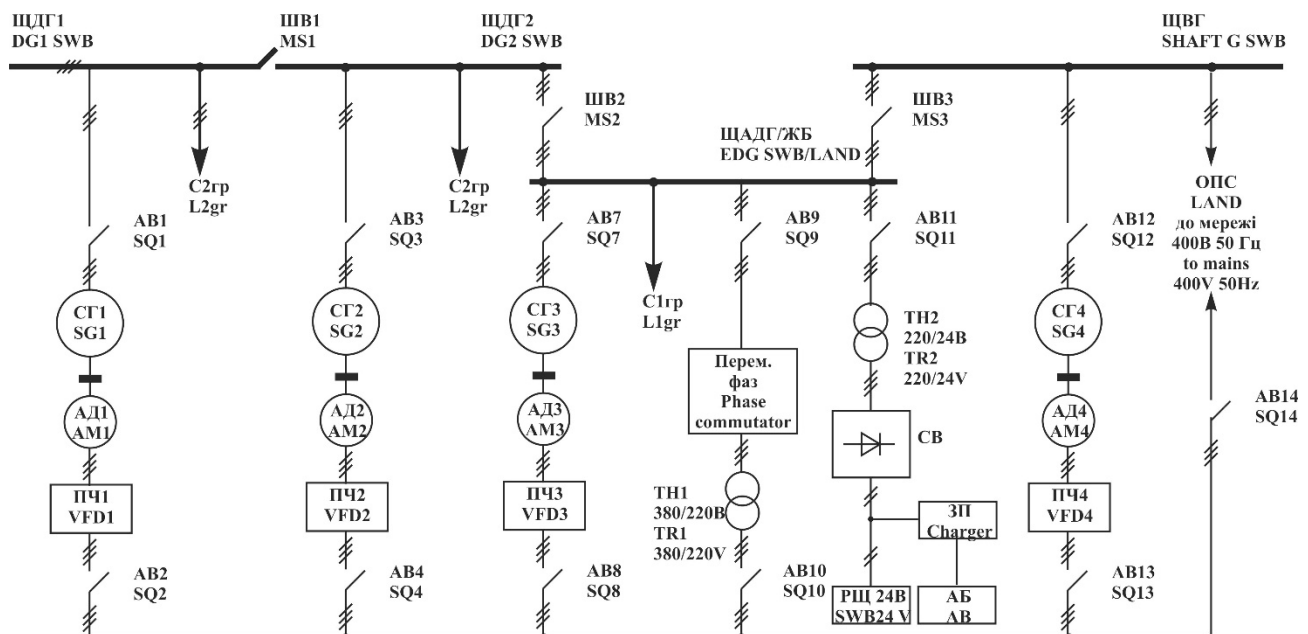 ЩДГ1
DG1 SWB
ШВ1
MS1
ЩДГ2
DG2 SWB
ЩВГ
SHAFT G SWB
ШВ2
MS2
ШВ3
MS3
ЩАДГ/ЖБ
EDG SWB/LAND
С2гр
L2gr
С2гр
L2gr
ОПС
LAND
до мережі
400В 50 Гц
to mains
400V 50Hz
АВ1
SQ1
АВ3
SQ3
АВ7
SQ7
АВ9
SQ9
АВ11
SQ11
АВ12
SQ12
С1гр
L1gr
СГ1
SG1
СГ2
SG2
СГ3
SG3
СГ4
SG4
ТН2
220/24В
TR2
220/24V
Перем.
фаз
Phase
commutator
АД1
АМ1
АД2
АМ2
АД3
АМ3
АД4
АМ4
СВ
АВ14
SQ14
ПЧ1
VFD1
ПЧ2
VFD2
ПЧ3
VFD3
ТН1
380/220В
TR1
380/220V
ЗП
Charger
ПЧ4
VFD4
АВ2
SQ2
АВ4
SQ4
АВ8
SQ8
АВ10
SQ10
РЩ 24В
SWB24 V
АБ
АВ
АВ13
SQ13